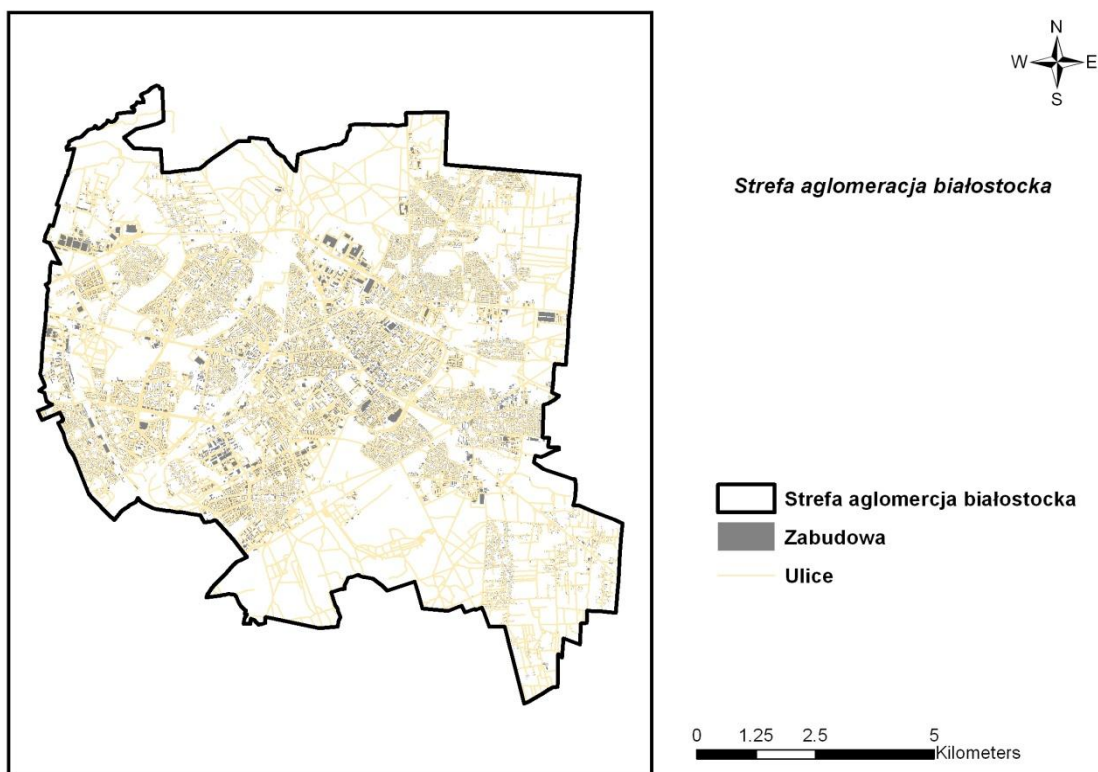 N
W E
S
Strefa aglomeracja białostocka
Strefa aglomercja białostocka
Zabudowa
Ulice
0 1.25 2.5 5
Kilometers